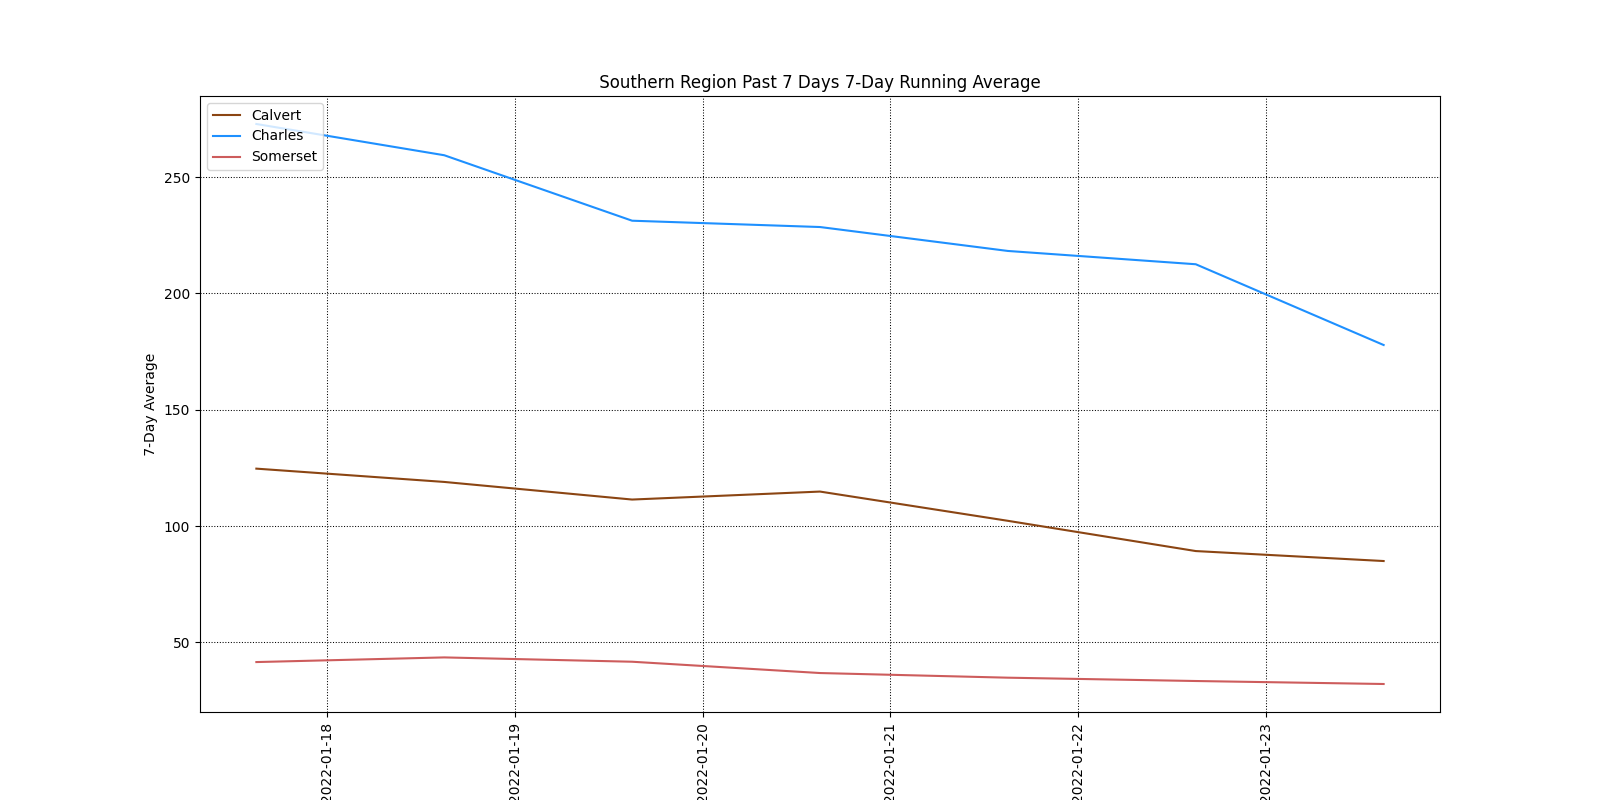 Southern Region Past 7 Days 7-Day Running Average
Calvert
Charles
Somerset
7-Day Average
250
200
150
100
50
2022-01-18
2022-01-19
2022-01-20
2022-01-21
2022-01-22
2022-01-23